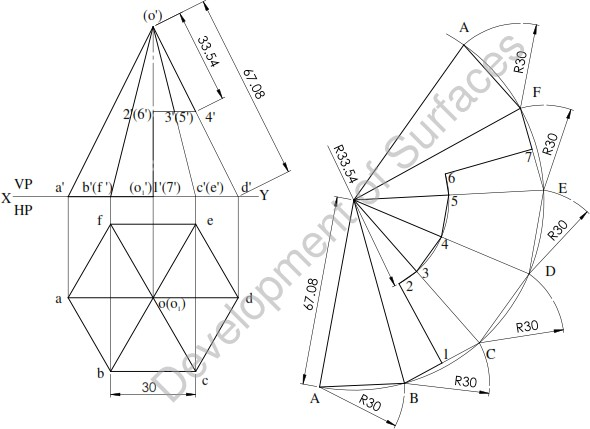 (o')
33.54
67.08
2'(6')
3'(5')
4'
VP
a'
b'(f ')
(o₁')
1'(7')
c'(e')
d'
X
Y
HP
f
e
a
o(o₁)
d
b
c
30
A
R30
F
R30
7
R33.54
6
5
E
4
R30
3
2
D
67.08
1
C
R30
A
B
R30
R30
Development of Surfaces